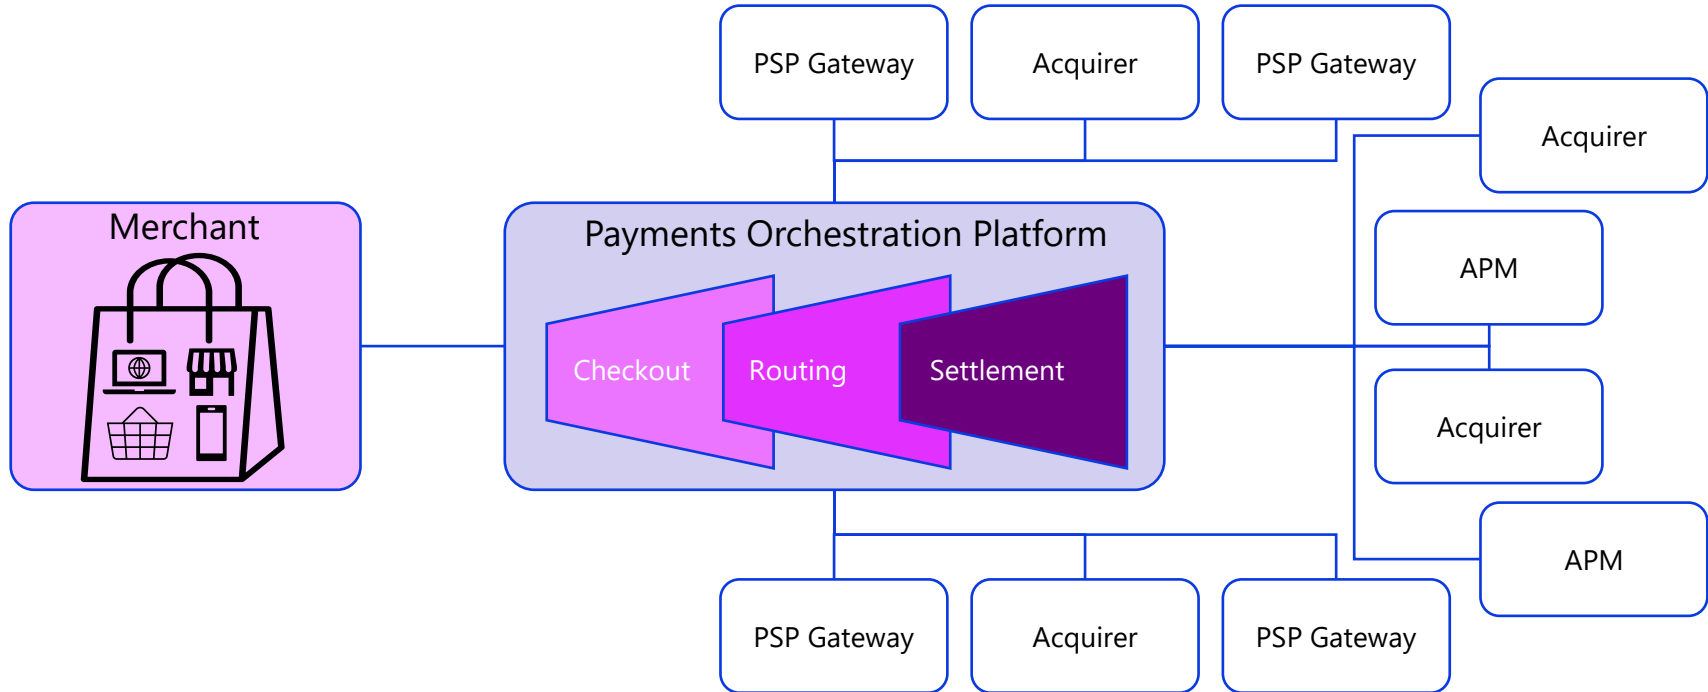 PSP Gateway
Acquirer
PSP Gateway
Acquirer
Merchant
Payments Orchestration Platform
APM
Checkout
Routing
Settlement
Acquirer
APM
PSP Gateway
Acquirer
PSP Gateway